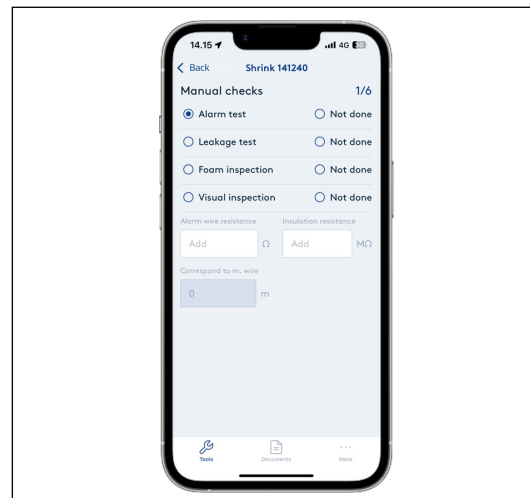 14.15 4G 30
Back Shrink 141240
Manual checks 1/6
Alarm test Not done
Leakage test Not done
Foam inspection Not done
Visual inspection Not done
Alarm wire resistance Insulation resistance
Add Ω Add MΩ
Correspond to m. wire
0 m
Tools Documents More